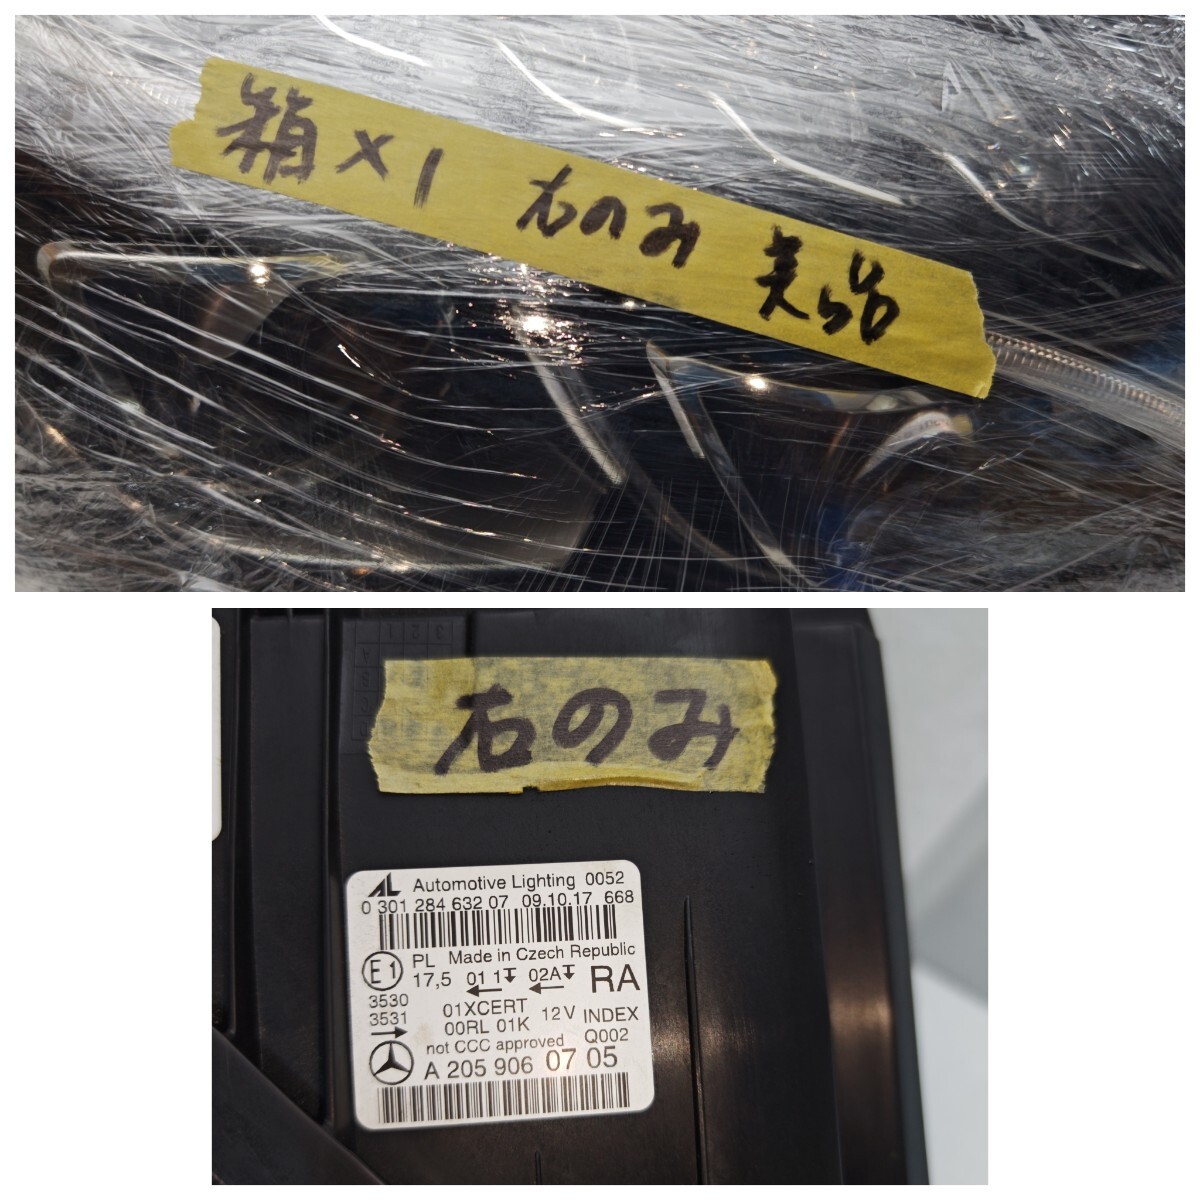 箱×1 右のみ 美品
右のみ
AL Automotive Lighting 0052
0 301 284 632 07 09.10.17 668
PL Made in Czech Republic
E1 17,5 01 1 02A RA
3530
3531 01XCERT 12V INDEX
00RL 01K Q002
not CCC approved
A 205 906 07 05